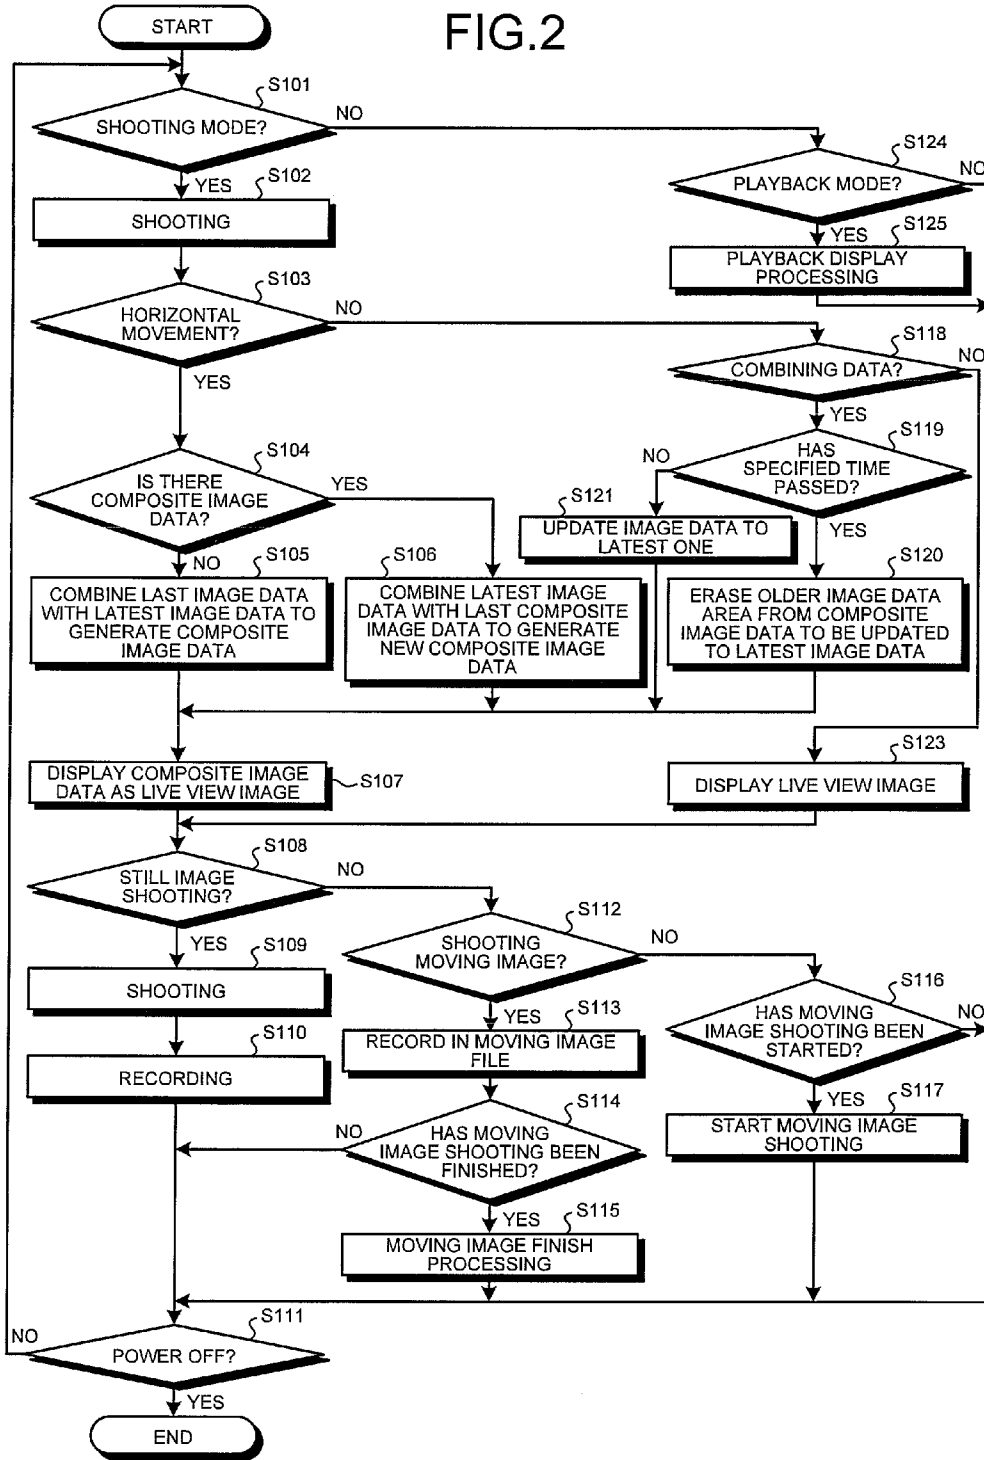 FIG.2
START
S101
SHOOTING MODE?
NO
YES
S124
PLAYBACK MODE?
NO
YES
S102
SHOOTING
S125
PLAYBACK DISPLAY
PROCESSING
S103
HORIZONTAL
MOVEMENT?
NO
YES
S118
COMBINING DATA?
NO
YES
S119
HAS
SPECIFIED TIME
PASSED?
NO
YES
S104
IS THERE
COMPOSITE IMAGE
DATA?
YES
NO
S121
UPDATE IMAGE DATA TO
LATEST ONE
S105
COMBINE LAST IMAGE DATA
WITH LATEST IMAGE DATA TO
GENERATE COMPOSITE
IMAGE DATA
S106
COMBINE LATEST IMAGE
DATA WITH LAST COMPOSITE
IMAGE DATA TO GENERATE
NEW COMPOSITE IMAGE
DATA
S120
ERASE OLDER IMAGE DATA
AREA FROM COMPOSITE
IMAGE DATA TO BE UPDATED
TO LATEST IMAGE DATA
DISPLAY COMPOSITE IMAGE
DATA AS LIVE VIEW IMAGE
S107
S123
DISPLAY LIVE VIEW IMAGE
S108
STILL IMAGE
SHOOTING?
NO
YES
S112
SHOOTING
MOVING IMAGE?
NO
YES
S109
SHOOTING
S113
RECORD IN MOVING IMAGE
FILE
S116
HAS MOVING
IMAGE SHOOTING BEEN
STARTED?
NO
YES
S110
RECORDING
S114
HAS MOVING
IMAGE SHOOTING BEEN
FINISHED?
NO
YES
S117
START MOVING IMAGE
SHOOTING
S115
MOVING IMAGE FINISH
PROCESSING
S111
POWER OFF?
NO
YES
END